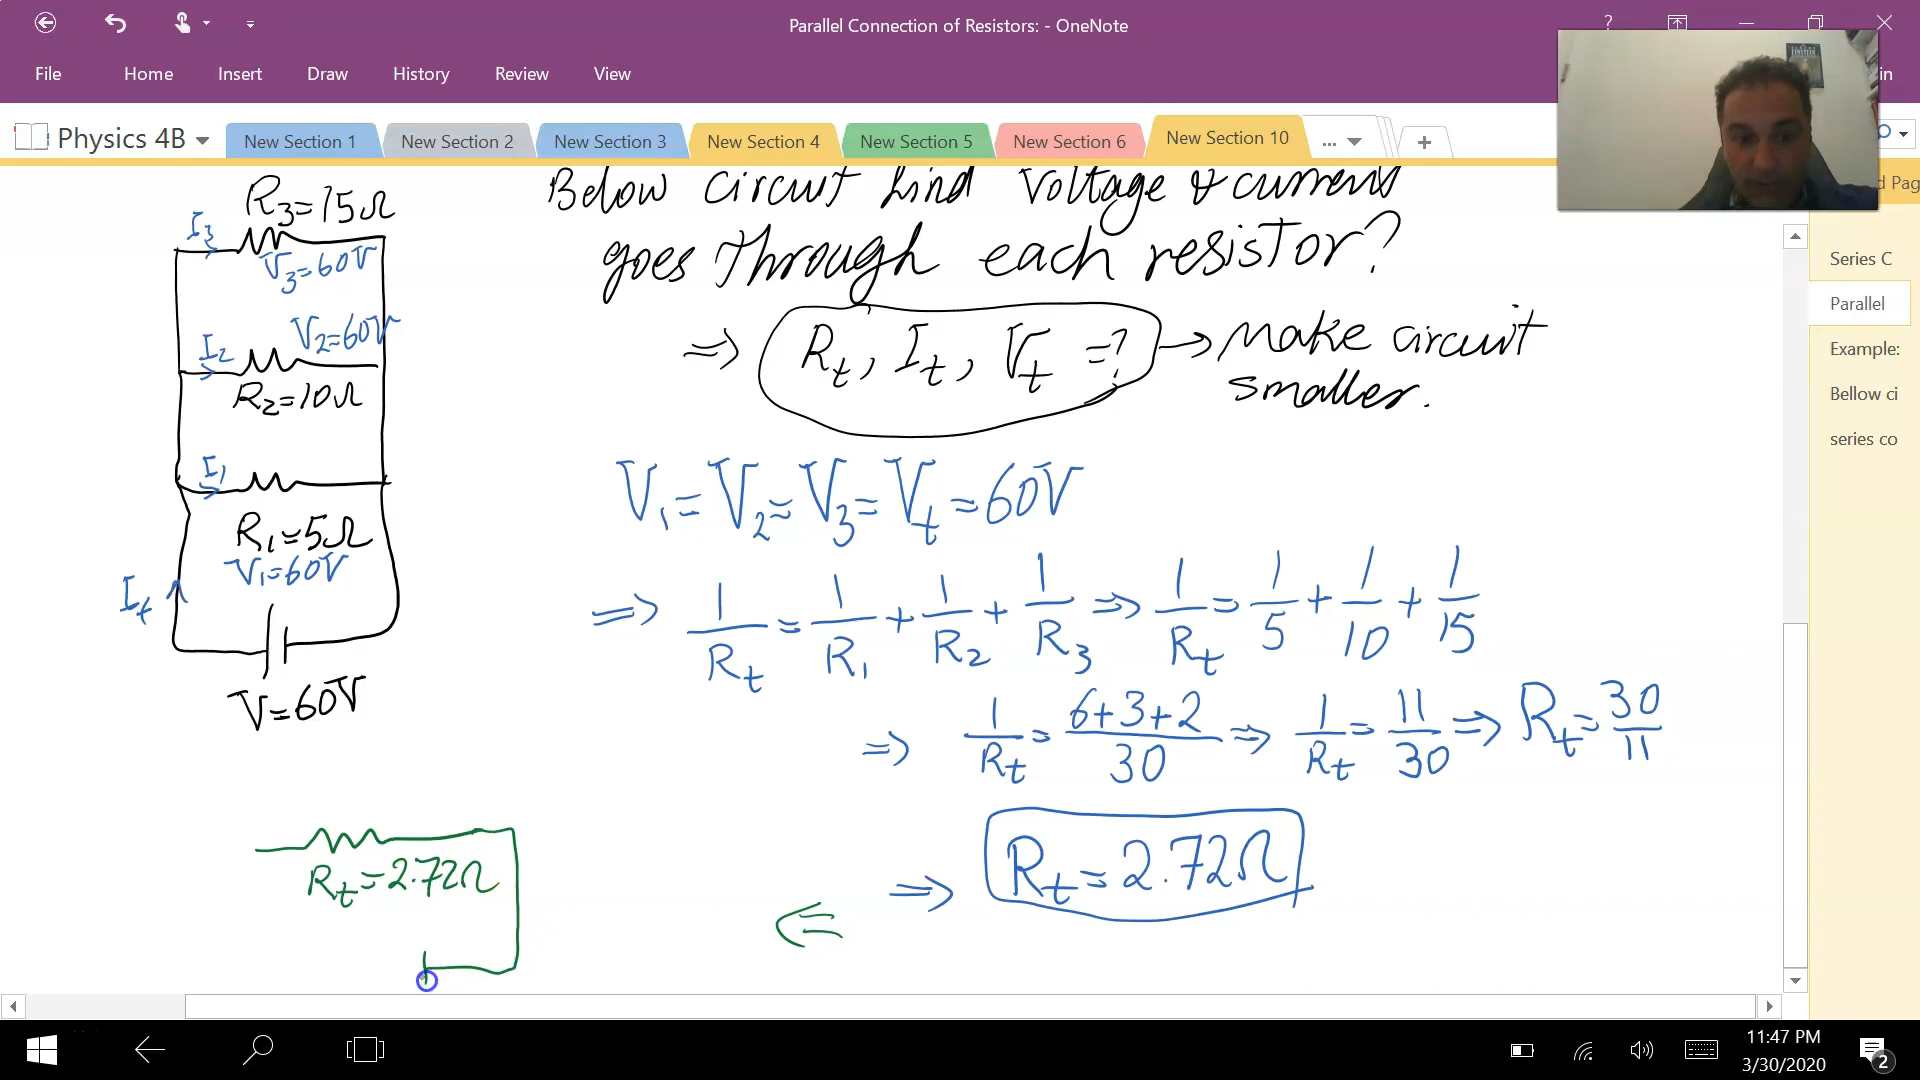 Parallel Connection of Resistors: - OneNote
?
File Home Insert Draw History Review View
in
Physics 4B
New Section 1 New Section 2 New Section 3 New Section 4 New Section 5 New Section 6 New Section 10 ... +
d Pag
Series C
Parallel
Example:
Bellow ci
series co
Below circuit find voltage & current
goes through each resistor?
⇒ Rt, It, Vt =? → make circuit
smaller.
R3=15Ω
I3
V3=60V
V2=60V
I2
R2=10Ω
I1
R1=5Ω
V1=60V
It
V=60V
V1=V2=V3=Vt=60V
⇒ 1/Rt = 1/R1 + 1/R2 + 1/R3 ⇒ 1/Rt = 1/5 + 1/10 + 1/15
⇒ 1/Rt = 6+3+2/30 ⇒ 1/Rt = 11/30 ⇒ Rt = 30/11
⇒ Rt=2.72Ω
⇐
Rt=2.72Ω
11:47 PM
3/30/2020
2